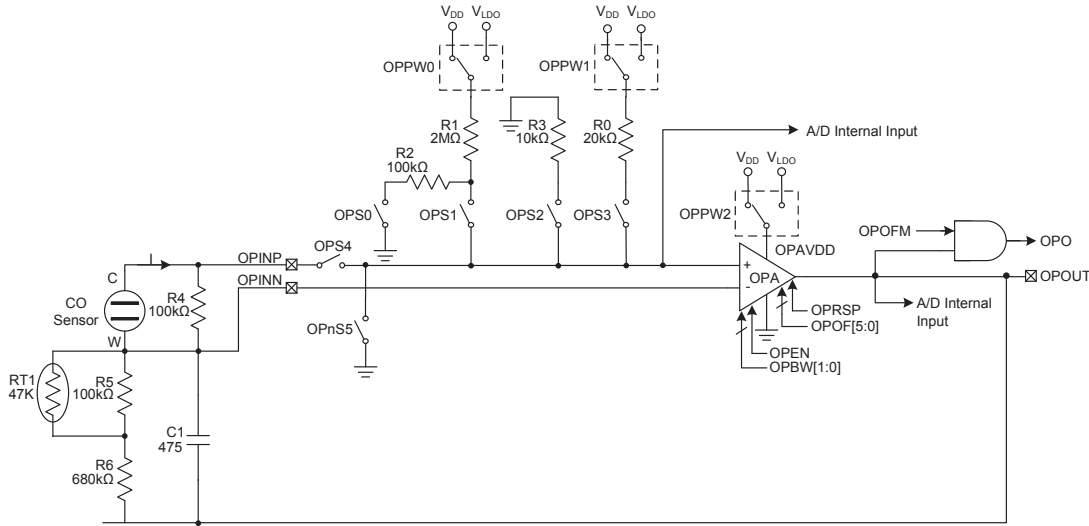 VDD VLDO
OPPW0
VDD VLDO
OPPW1
R1
2MΩ
R3
10kΩ
R0
20kΩ
A/D Internal Input
R2
100kΩ
VDD VLDO
OPPW2
OPS0
OPS1
OPS2
OPS3
OPAVDD
OPOFM
OPO
OPS4
OPINP
OPINN
+
-
OPA
OPOUT
C
CO
Sensor
W
R4
100kΩ
OPnS5
OPRSP
OPOF[5:0]
OPEN
OPBW[1:0]
A/D Internal
Input
RT1
47K
R5
100kΩ
C1
475
R6
680kΩ